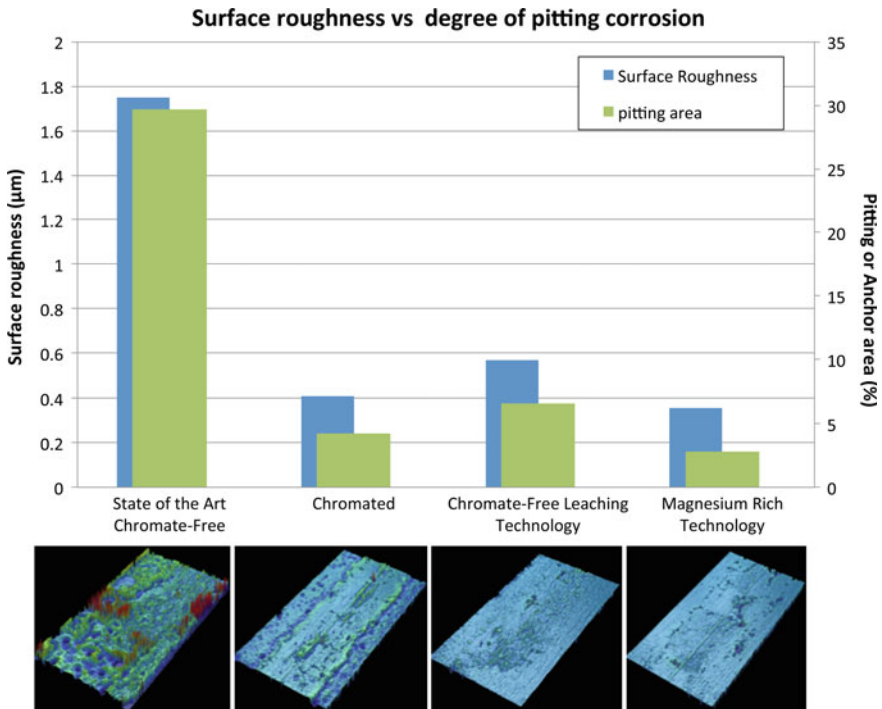 Surface roughness vs degree of pitting corrosion
Surface roughness (μm)
2
1.8
1.6
1.4
1.2
1
0.8
0.6
0.4
0.2
0
Surface Roughness
pitting area
35
30
25
20
15
10
5
0
Pitting or Anchor area (%)
State of the Art
Chromate-Free
Chromated
Chromate-Free Leaching
Technology
Magnesium Rich
Technology